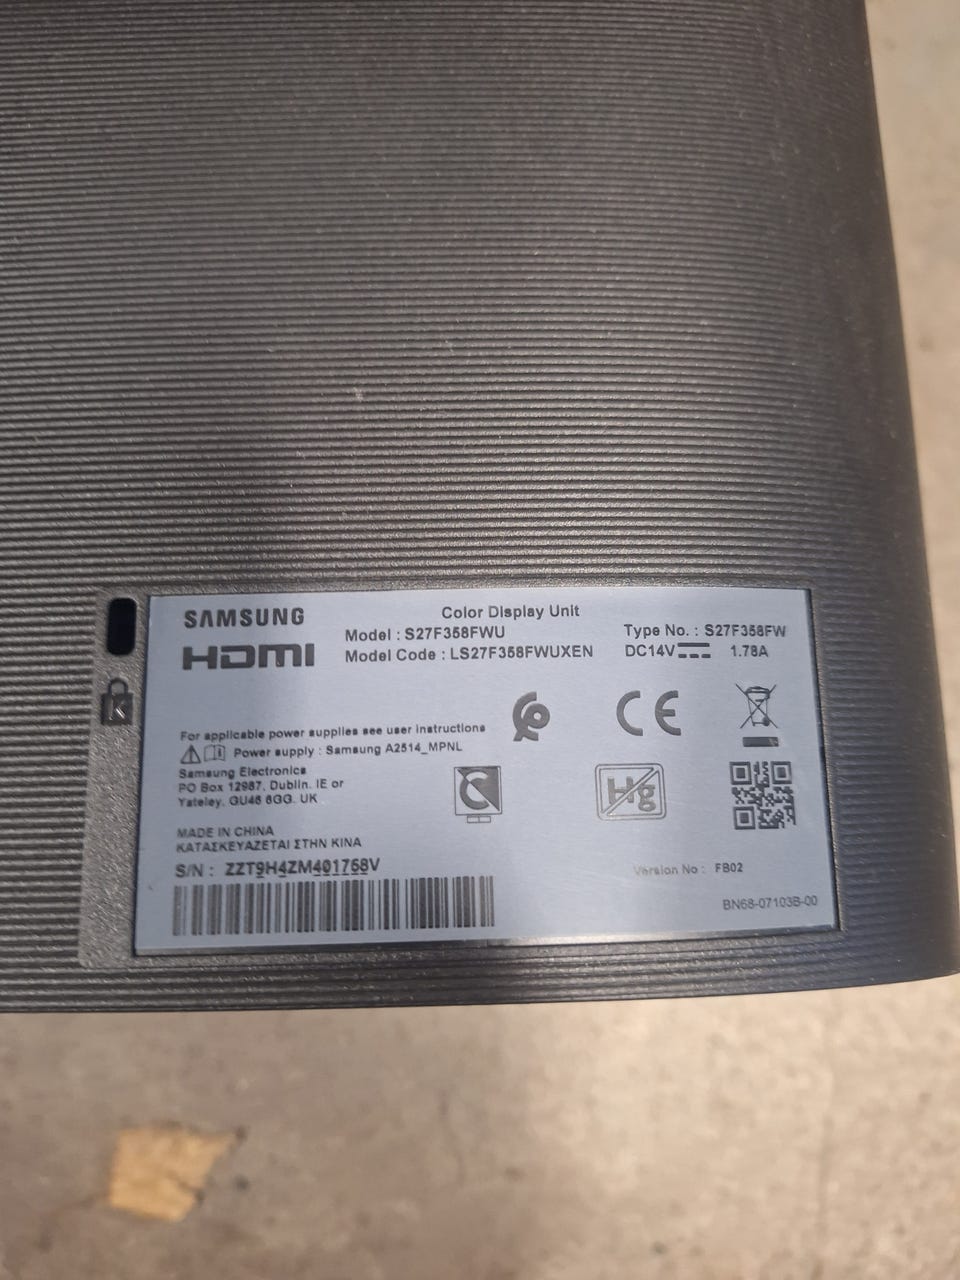 SAMSUNG
HDMI
Color Display Unit
Model : S27F358FWU
Model Code : LS27F358FWUXEN
Type No. : S27F358FW
DC14V 1.78A
For applicable power supplies see user instructions
Power supply : Samsung A2514_MPNL
Samsung Electronics
PO Box 12987, Dublin. IE or
Yateley, GU46 6GG. UK
CE
C
Hg
MADE IN CHINA
ΚΑΤΑΣΚΕΥΑΖΕΤΑΙ ΣΤΗΝ ΚΙΝΑ
S/N : ZZT9H4ZM401768V
Version No : FB02
BN68-07103B-00
K